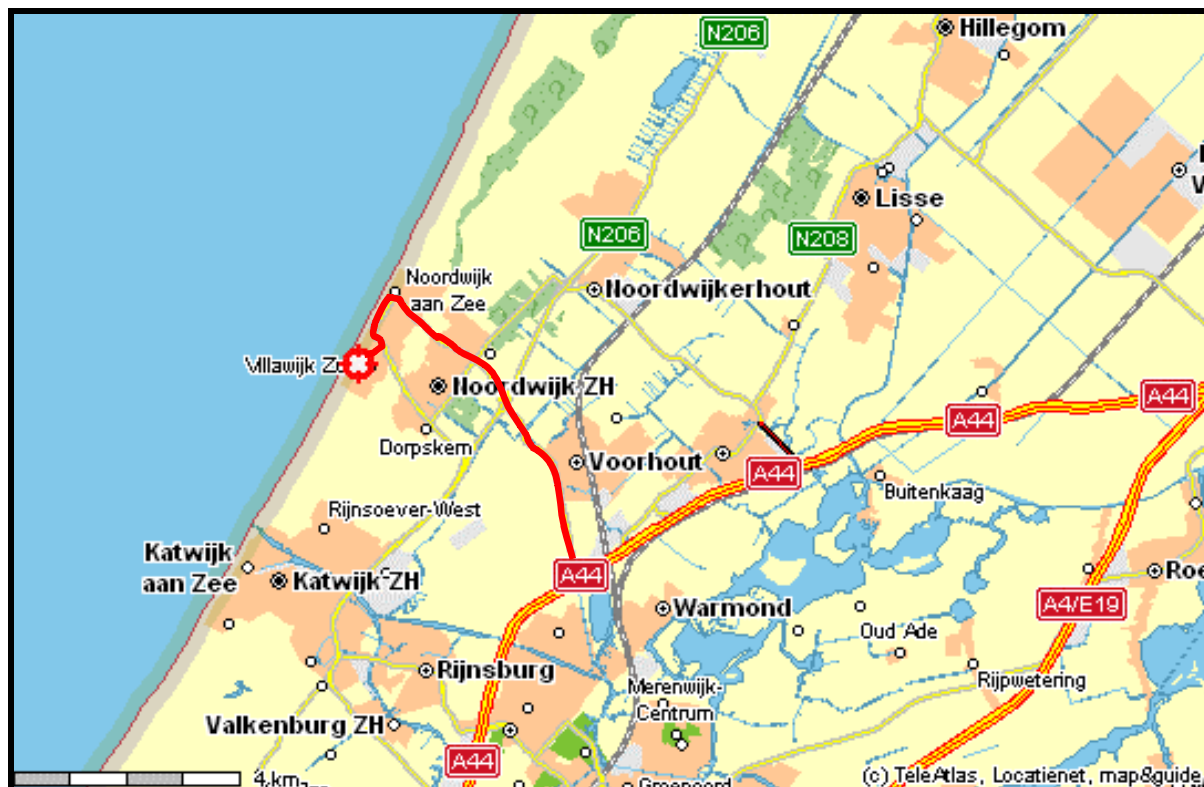 N206
Hillegom
Lisse
N206
N208
Noordwijk
aan Zee
Noordwijkerhout
Noordwijk ZH
A44
A44
Dorpskern
Voorhout
A44
Buitenkaag
Rijnsoever-West
Katwijk
aan Zee
Katwijk ZH
A44
Warmond
A4/E19
Oud Ade
Rijnsburg
Merenwijk-
Centrum
Rijpwetering
Valkenburg ZH
A44
4 km
(c) TeleAtlas, Locatienet, map&guide,